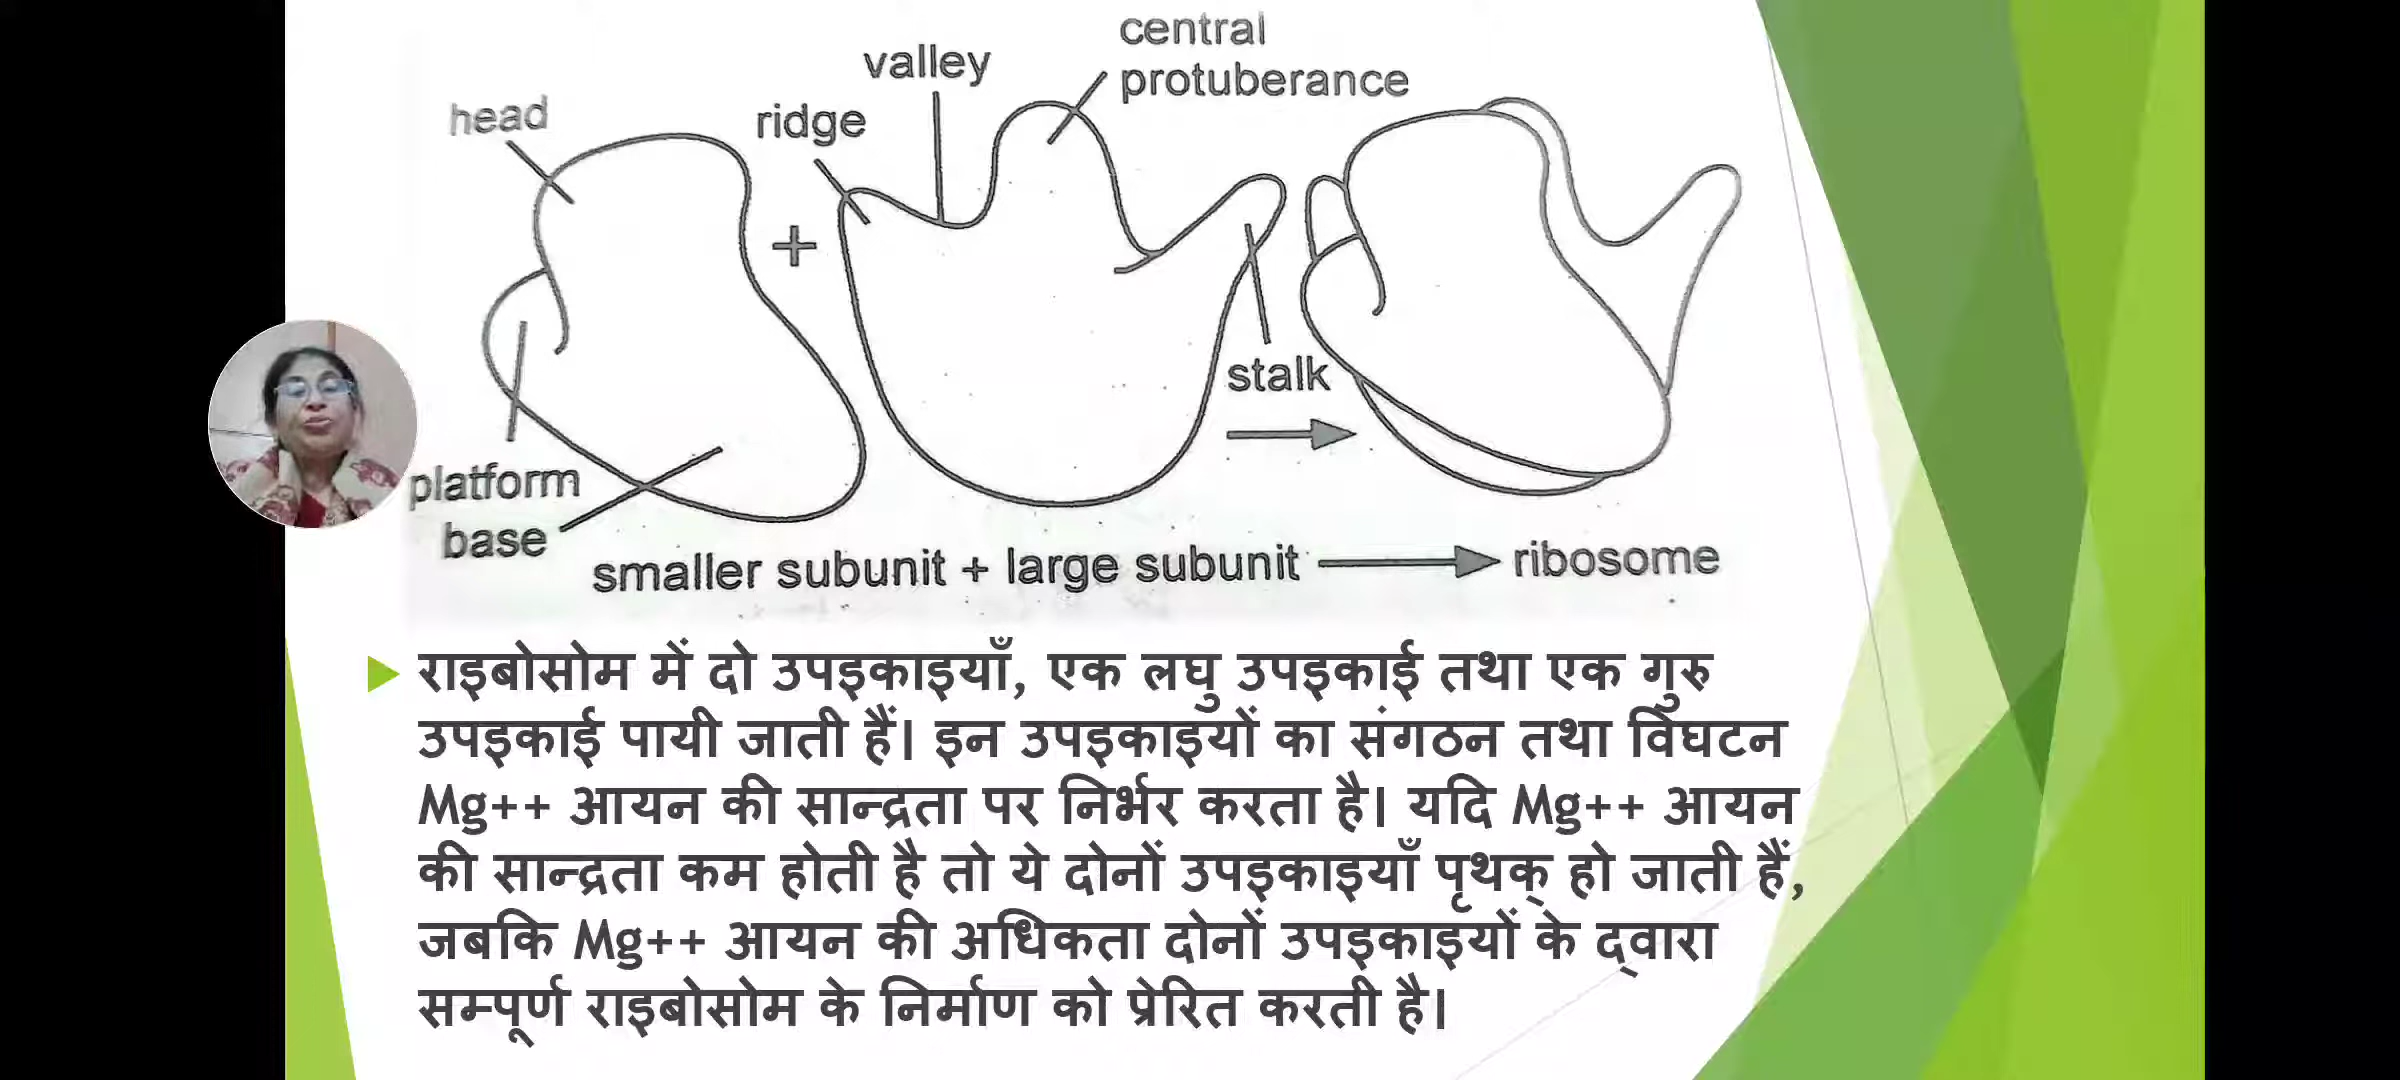 central
protuberance
valley
ridge
head
+
stalk
platform
base
smaller subunit + large subunit → ribosome
राइबोसोम में दो उपइकाइयाँ, एक लघु उपइकाई तथा एक गुरु
उपइकाई पायी जाती हैं। इन उपइकाइयों का संगठन तथा विघटन
Mg++ आयन की सान्द्रता पर निर्भर करता है। यदि Mg++ आयन
की सान्द्रता कम होती है तो ये दोनों उपइकाइयाँ पृथक् हो जाती हैं,
जबकि Mg++ आयन की अधिकता दोनों उपइकाइयों के द्वारा
सम्पूर्ण राइबोसोम के निर्माण को प्रेरित करती है।